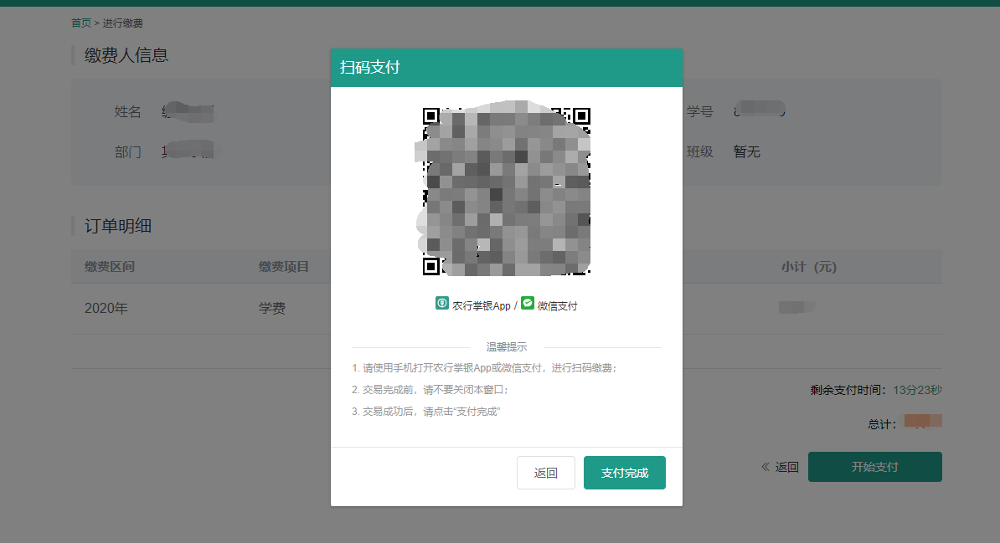 首页 > 进行缴费
缴费人信息
姓名
学号
部门
班级 暂无
扫码支付
农行掌银App / 微信支付
温馨提示
1. 请使用手机打开农行掌银App或微信支付，进行扫码缴费；
2. 交易完成前，请不要关闭本窗口；
3. 交易成功后，请点击“支付完成”
返回 支付完成
订单明细
缴费区间 缴费项目 小计（元）
2020年 学费
剩余支付时间：13分23秒
总计：
≪ 返回 开始支付